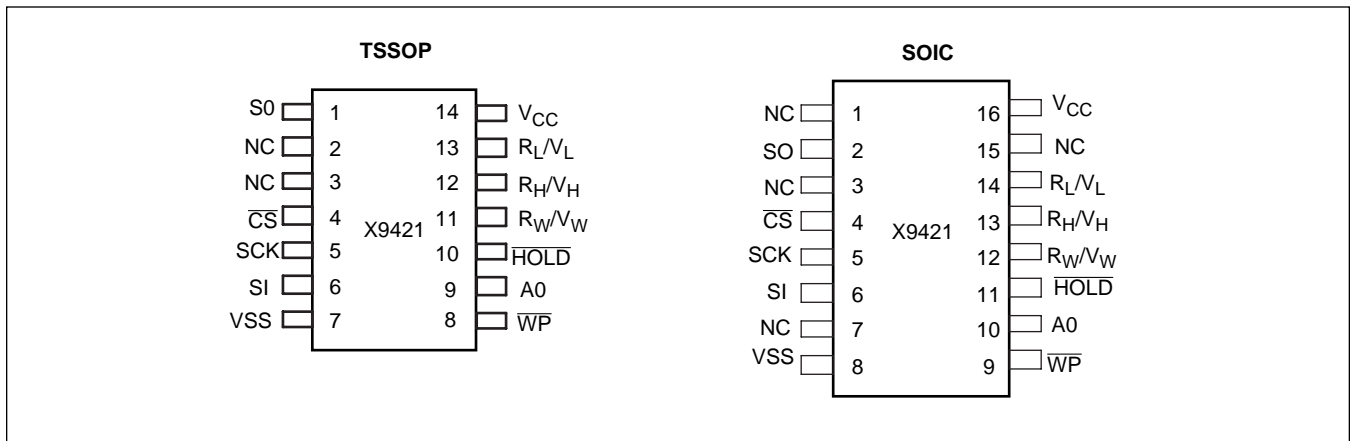 TSSOP
S0 1 14 VCC
NC 2 13 RL/VL
NC 3 12 RH/VH
CS 4 11 RW/VW
X9421
SCK 5 10 HOLD
SI 6 9 A0
VSS 7 8 WP
SOIC
NC 1 16 VCC
SO 2 15 NC
NC 3 14 RL/VL
CS 4 13 RH/VH
X9421
SCK 5 12 RW/VW
SI 6 11 HOLD
NC 7 10 A0
VSS 8 9 WP